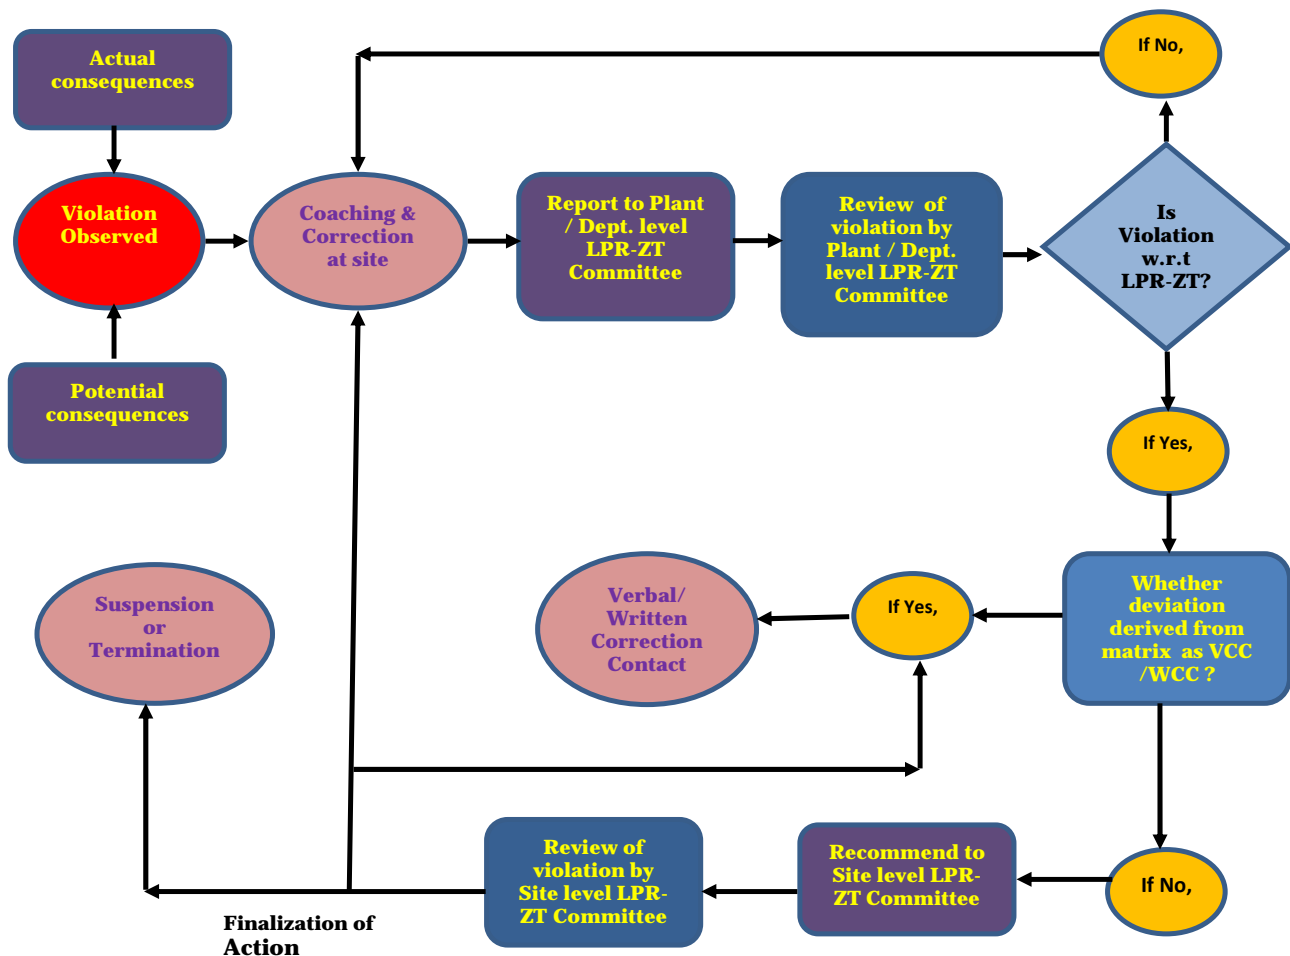 Actual
consequences
If No,
Violation
Observed
Coaching &
Correction
at site
Report to Plant
/ Dept. level
LPR-ZT
Committee
Review of
violation by
Plant / Dept.
level LPR-ZT
Committee
Is
Violation
w.r.t
LPR-ZT?
Potential
consequences
If Yes,
Suspension
or
Termination
Verbal/
Written
Correction
Contact
If Yes,
Whether
deviation
derived from
matrix as VCC
/WCC ?
Review of
violation by
Site level LPR-
ZT Committee
Recommend to
Site level LPR-
ZT Committee
If No,
Finalization of
Action